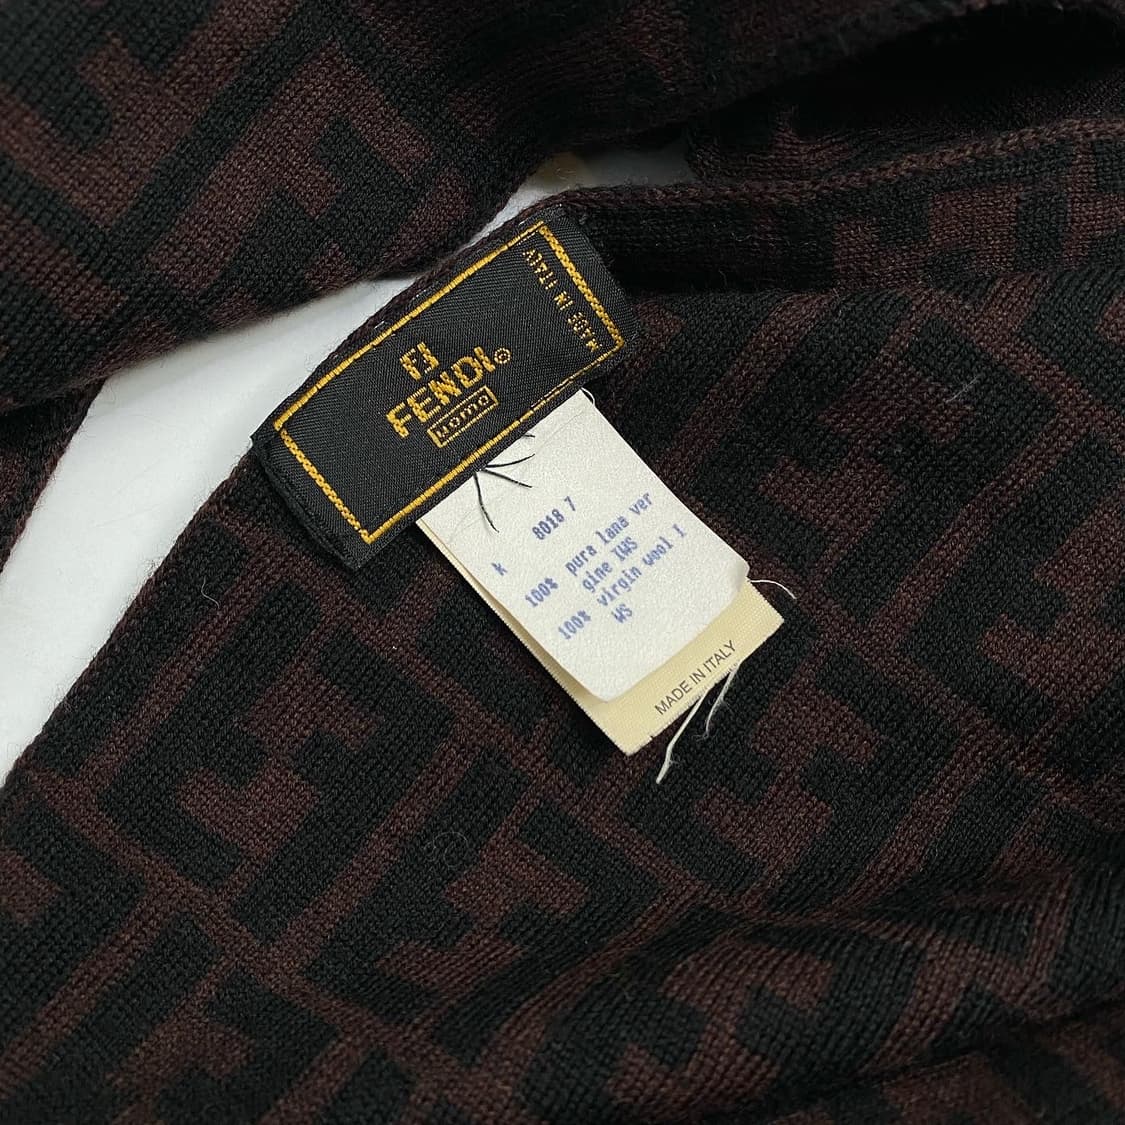 FF
FENDI®
uomo
MADE IN ITALY
8018 7
k
100% pura lana ver
gine IWS
100% virgin wool I
WS
MADE IN ITALY